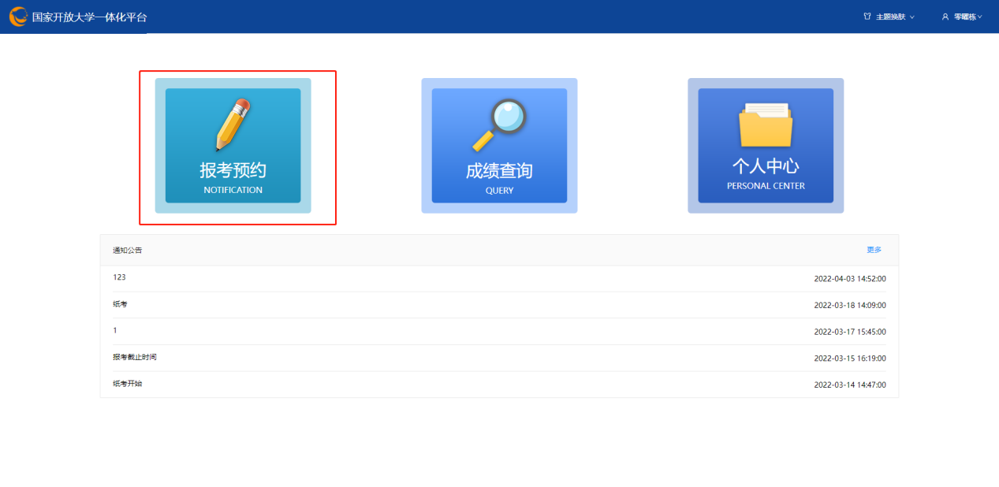 国家开放大学一体化平台
主题换肤
报考预约
NOTIFICATION
成绩查询
QUERY
个人中心
PERSONAL CENTER
通知公告
更多
123
2022-04-03 14:52:00
纸考
2022-03-18 14:09:00
1
2022-03-17 15:45:00
报考截止时间
2022-03-15 16:19:00
纸考开始
2022-03-14 14:47:00